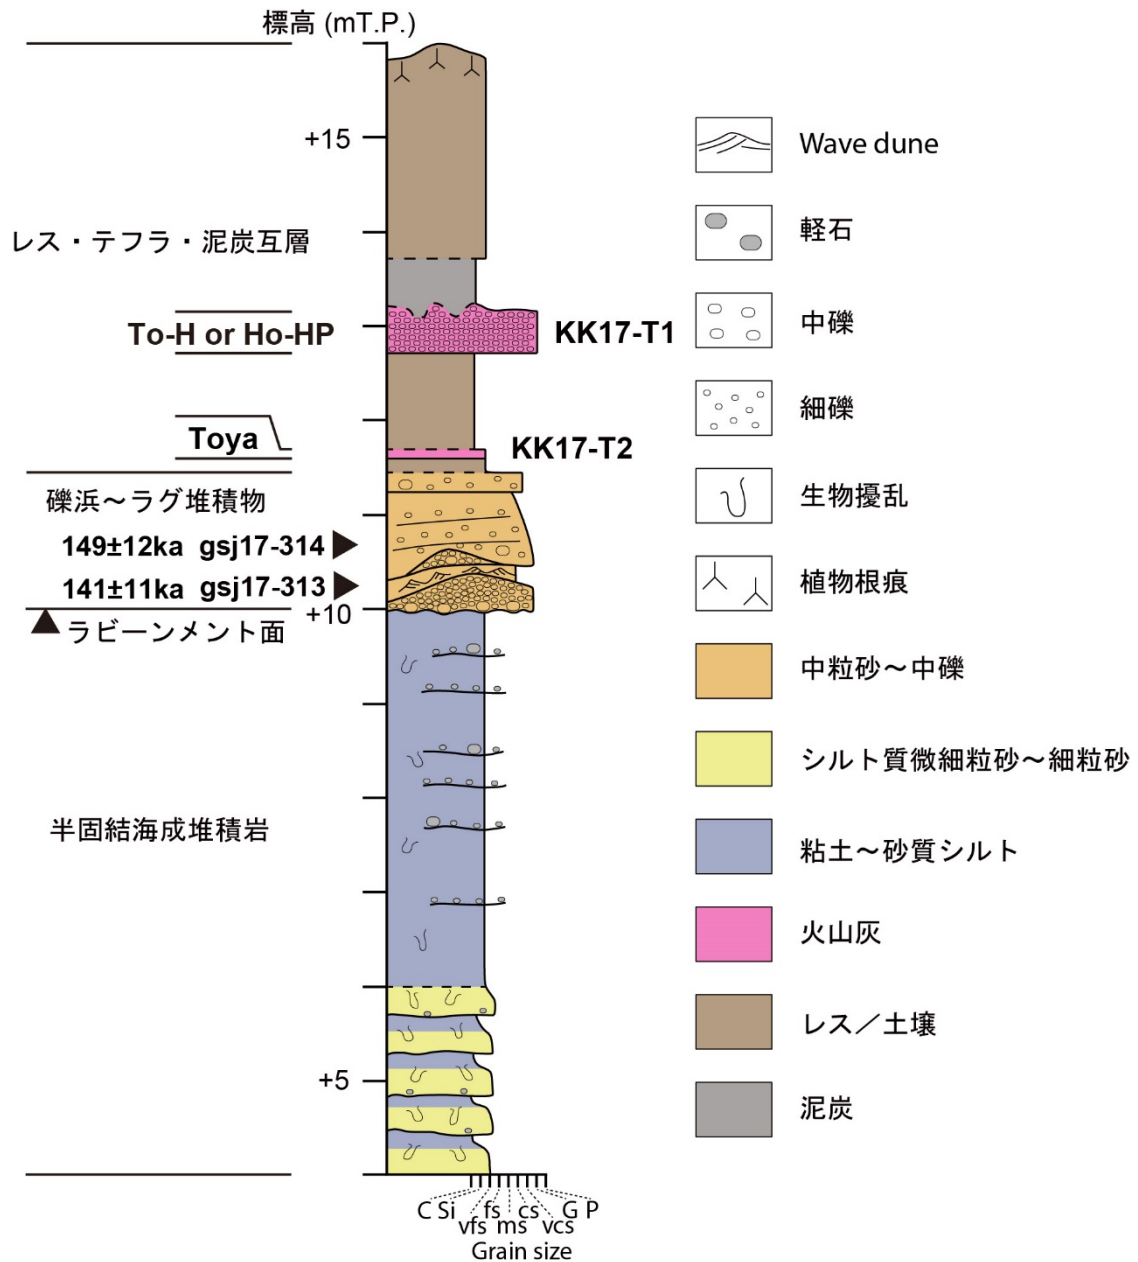 標高 (mT.P.)
+15
レス・テフラ・泥炭互層
To-H or Ho-HP
KK17-T1
Toya
KK17-T2
礫浜～ラグ堆積物
149±12ka gsj17-314
141±11ka gsj17-313
+10
ラビーンメント面
半固結海成堆積岩
+5
C Si vfs fs ms cs vcs G P
Grain size
Wave dune
軽石
中礫
細礫
生物擾乱
植物根痕
中粒砂～中礫
シルト質微細粒砂～細粒砂
粘土～砂質シルト
火山灰
レス／土壌
泥炭